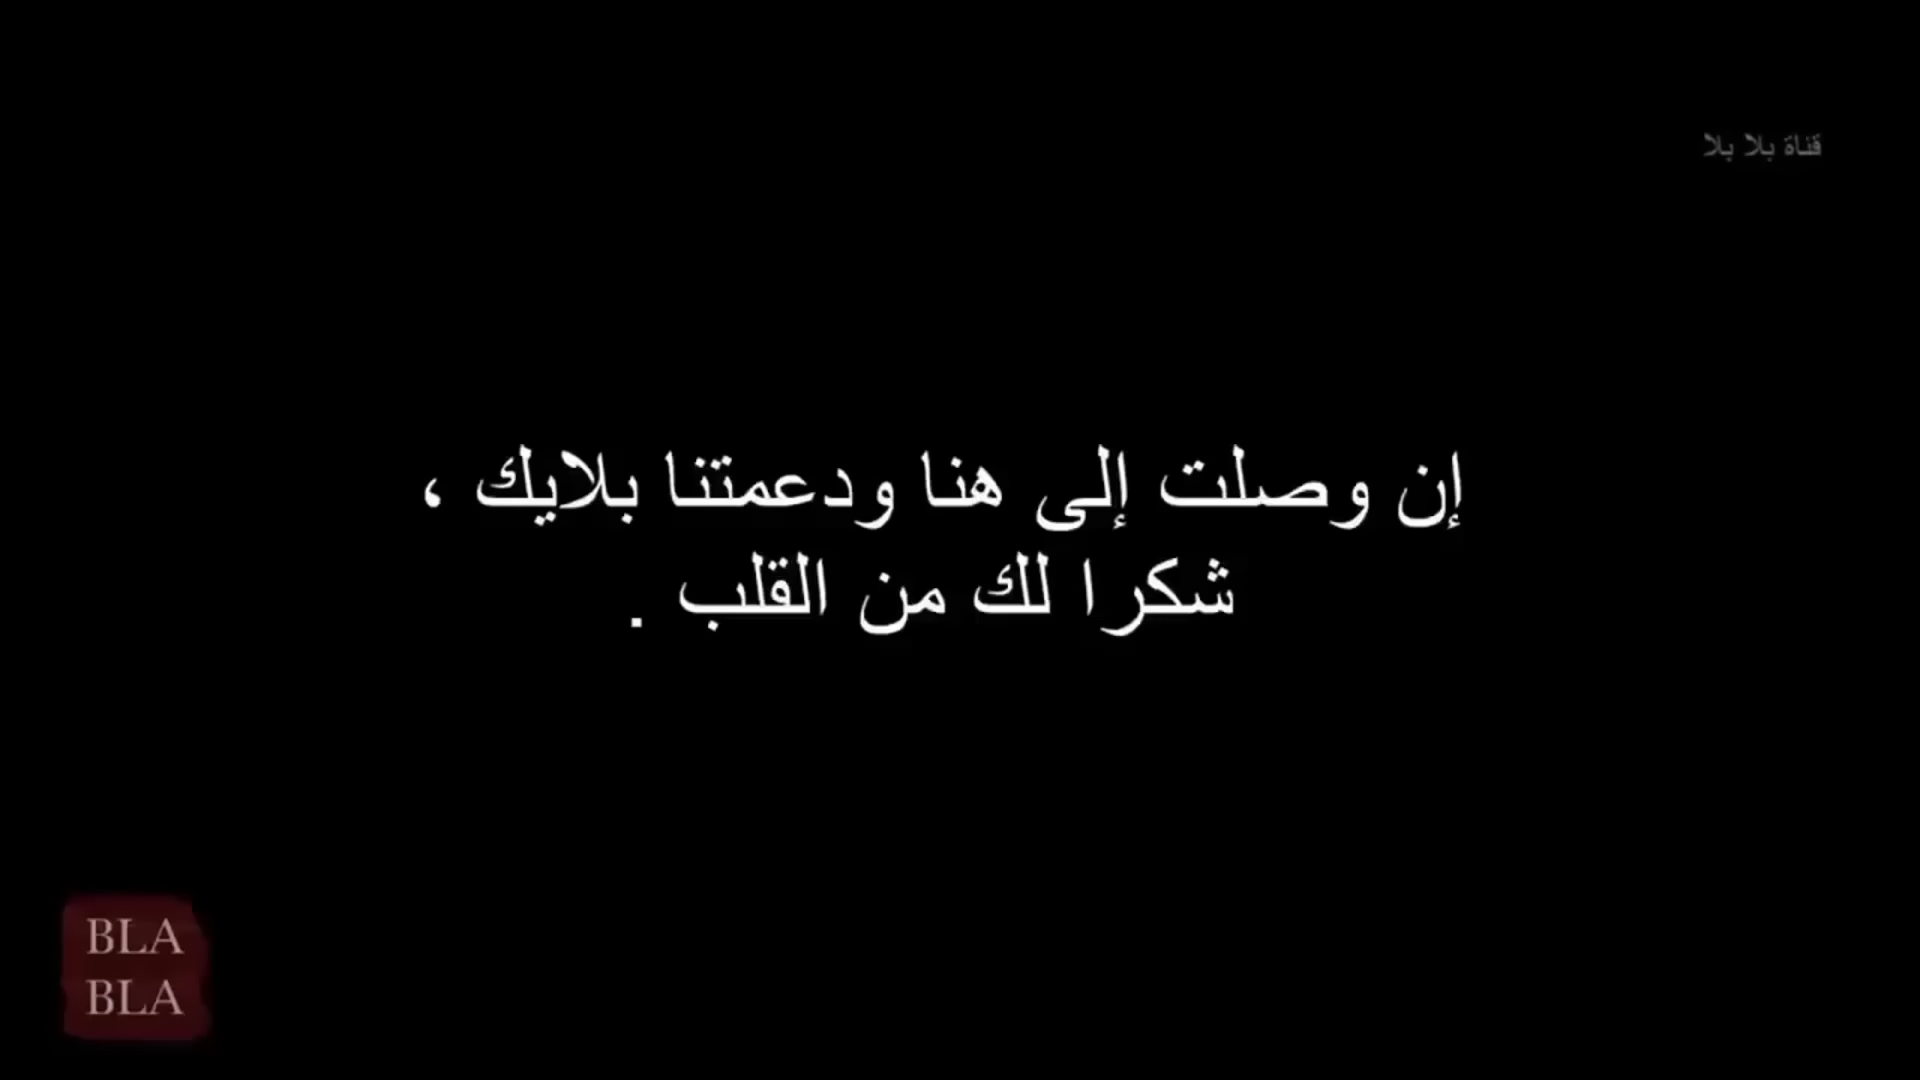 قناة بلا بلا
إن وصلت إلى هنا ودعمتنا بلايك ،
شكرا لك من القلب .
BLA
BLA